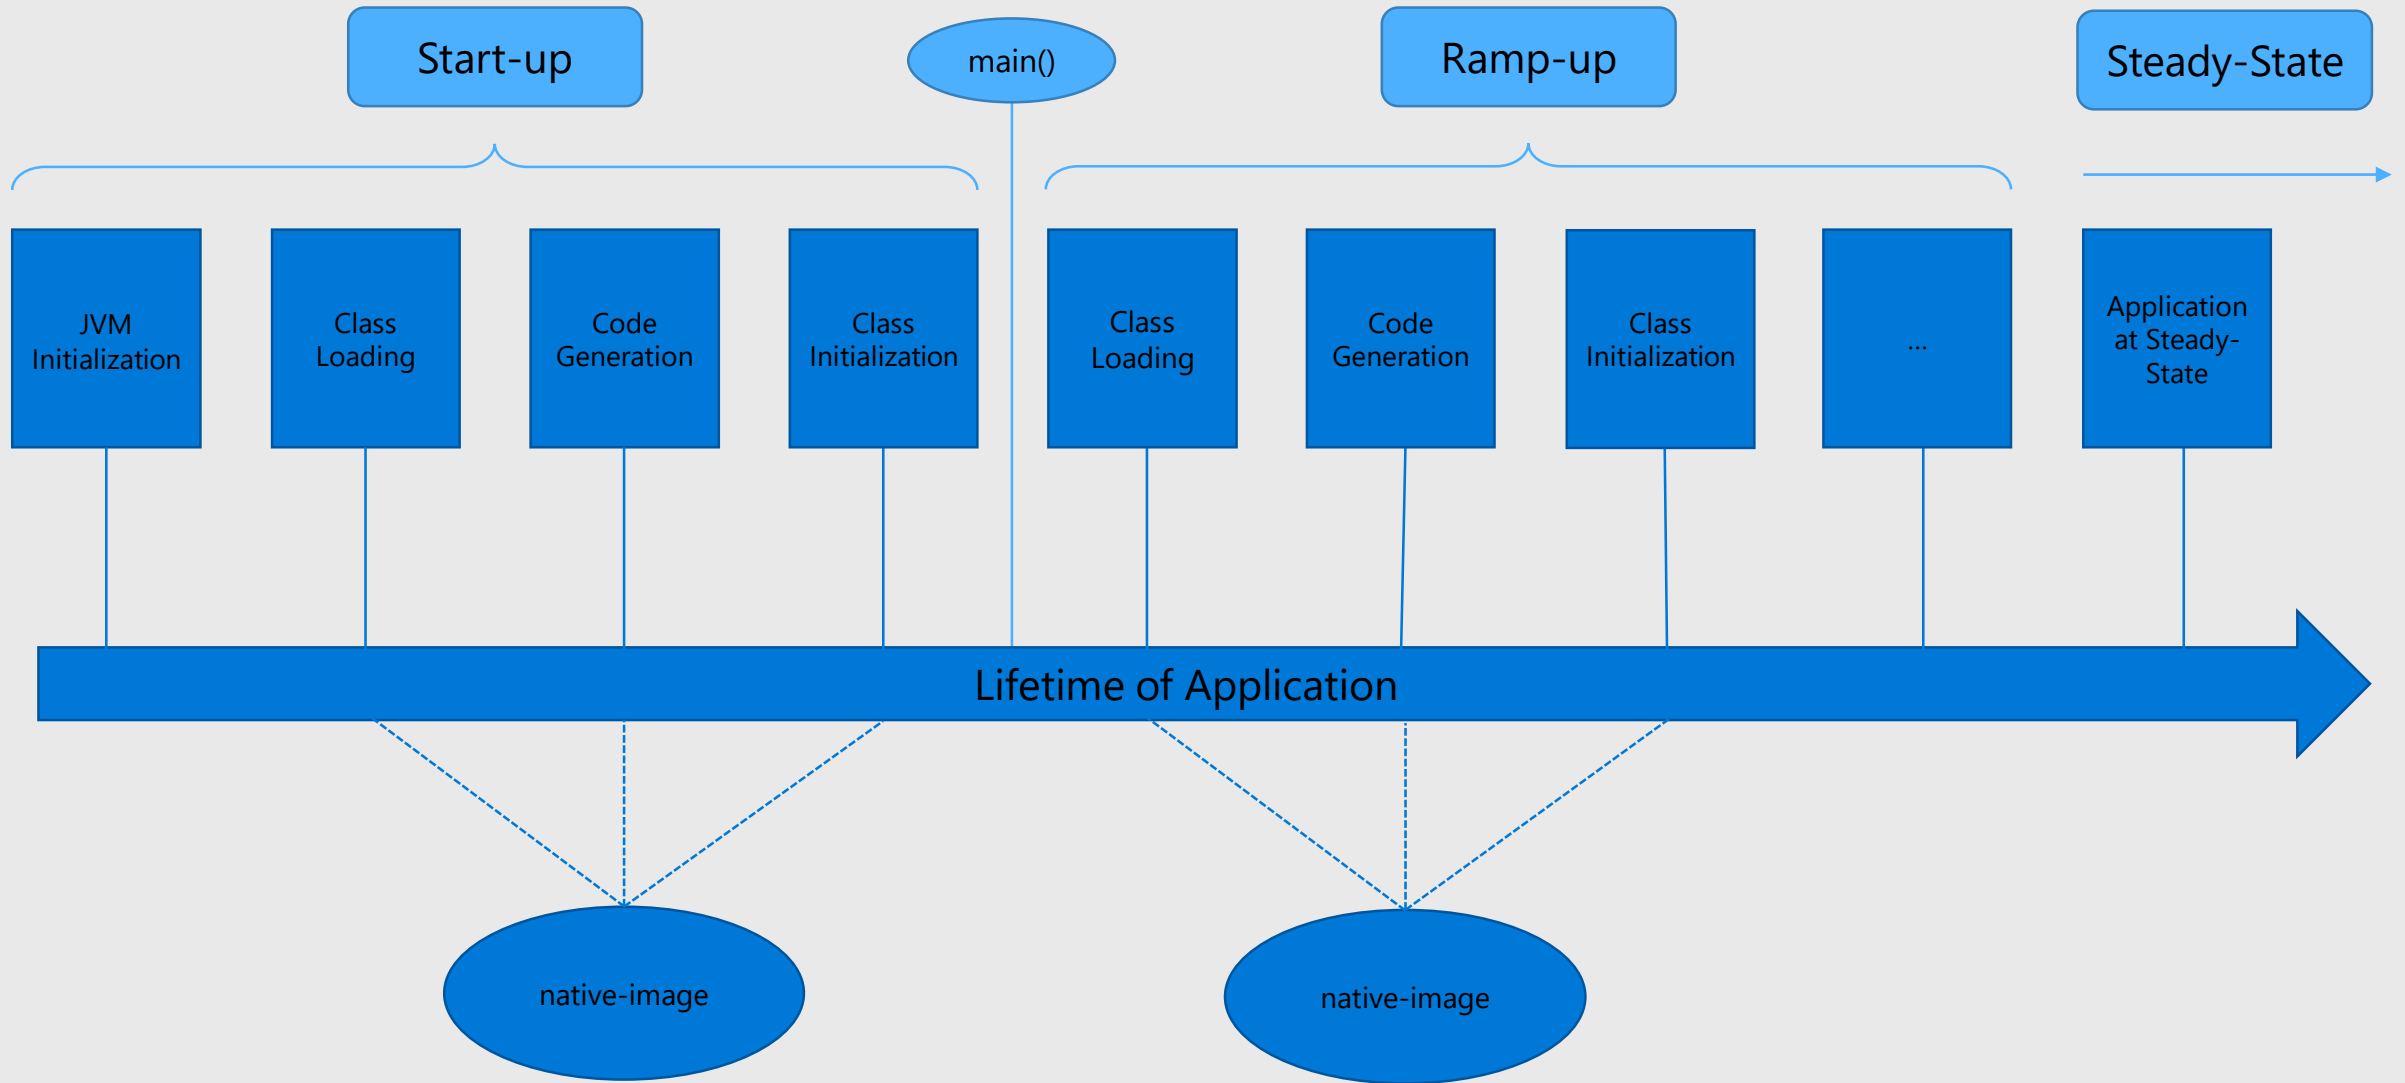 Start-up
main()
Ramp-up
Steady-State
JVM
Initialization
Class
Loading
Code
Generation
Class
Initialization
Class
Loading
Code
Generation
Class
Initialization
...
Application
at Steady-
State
Lifetime of Application
native-image
native-image